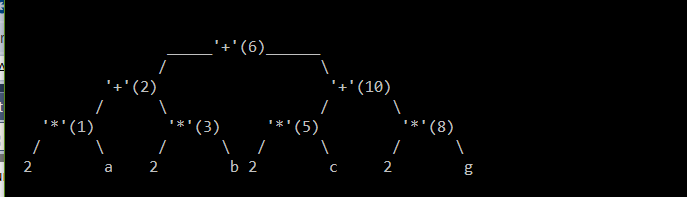 _____'+'(6)______
/ \
'+'(2) '+'(10)
/ \ / \
'*'(1) '*'(3) '*'(5) '*'(8)
/ \ / \ / \ / \
2 a 2 b 2 c 2 g